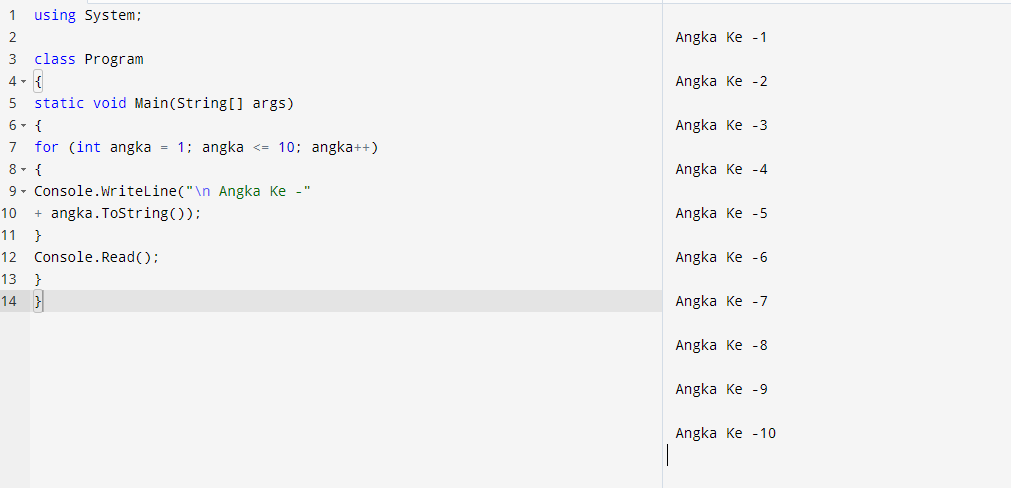 1 using System;
2
3 class Program
4 {
5 static void Main(String[] args)
6 {
7 for (int angka = 1; angka <= 10; angka++)
8 {
9 Console.WriteLine("\n Angka Ke -"
10 + angka.ToString());
11 }
12 Console.Read();
13 }
14 }
Angka Ke -1
Angka Ke -2
Angka Ke -3
Angka Ke -4
Angka Ke -5
Angka Ke -6
Angka Ke -7
Angka Ke -8
Angka Ke -9
Angka Ke -10